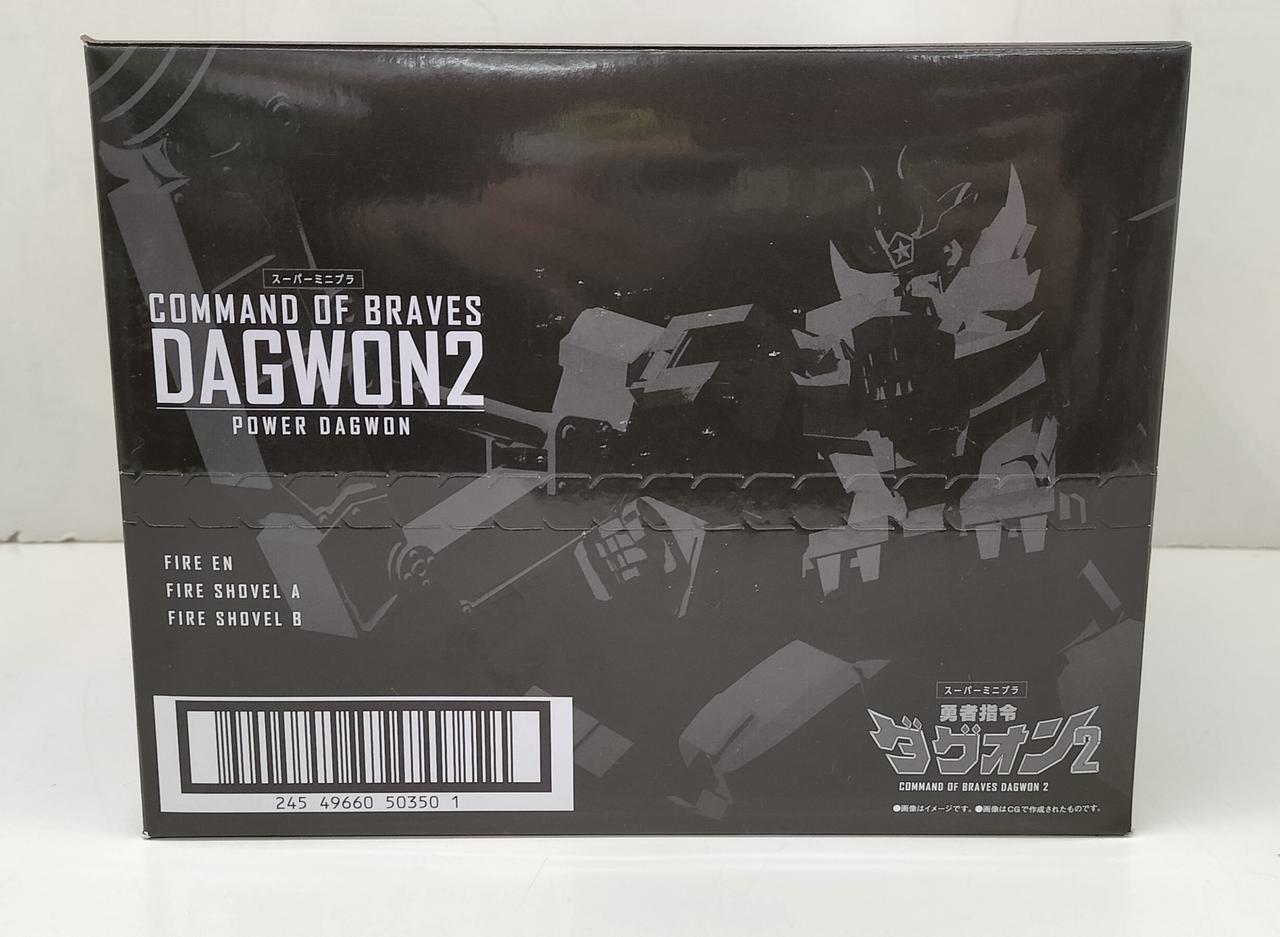 スーパーミニプラ
COMMAND OF BRAVES
DAGWON2
POWER DAGWON
FIRE EN
FIRE SHOVEL A
FIRE SHOVEL B
245 49660 50350 1
スーパーミニプラ
勇者指令
ダグオン2
COMMAND OF BRAVES DAGWON 2
●画像はイメージです。●画像はCGで作成されたものです。